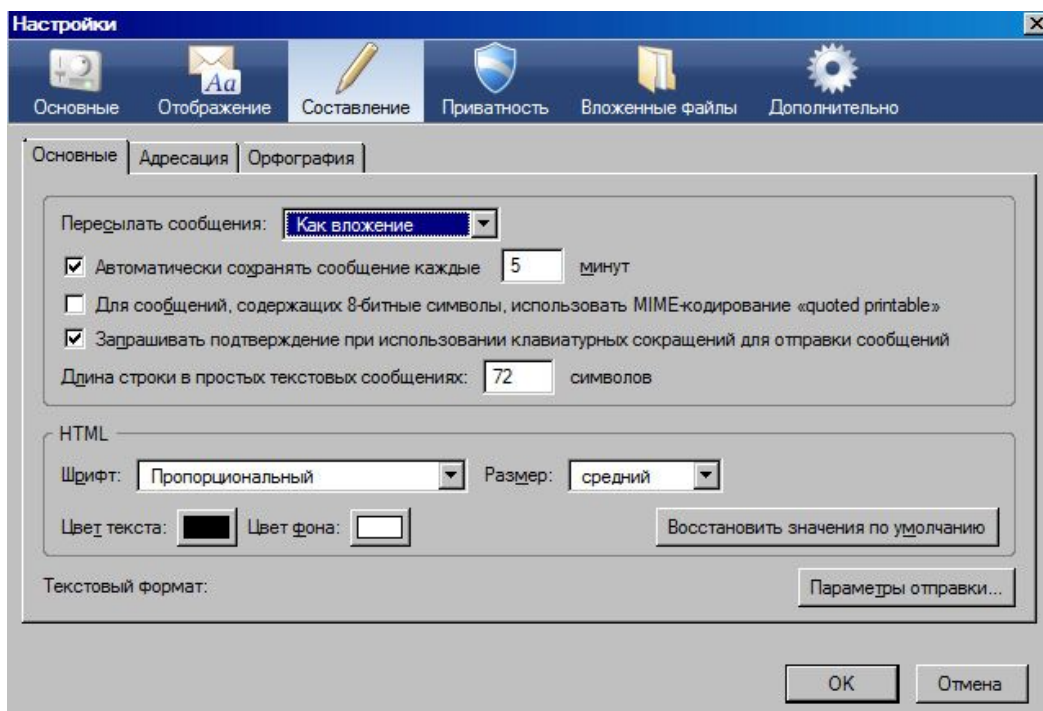 Настройки
Основные Отображение Составление Приватность Вложенные файлы Дополнительно
Основные Адресация Орфография
Пересылать сообщения: Как вложение
Автоматически сохранять сообщение каждые 5 минут
Для сообщений, содержащих 8-битные символы, использовать MIME-кодирование «quoted printable»
Запрашивать подтверждение при использовании клавиатурных сокращений для отправки сообщений
Длина строки в простых текстовых сообщениях: 72 символов
HTML
Шрифт: Пропорциональный Размер: средний
Цвет текста: Цвет фона: Восстановить значения по умолчанию
Текстовый формат: Параметры отправки...
OK Отмена